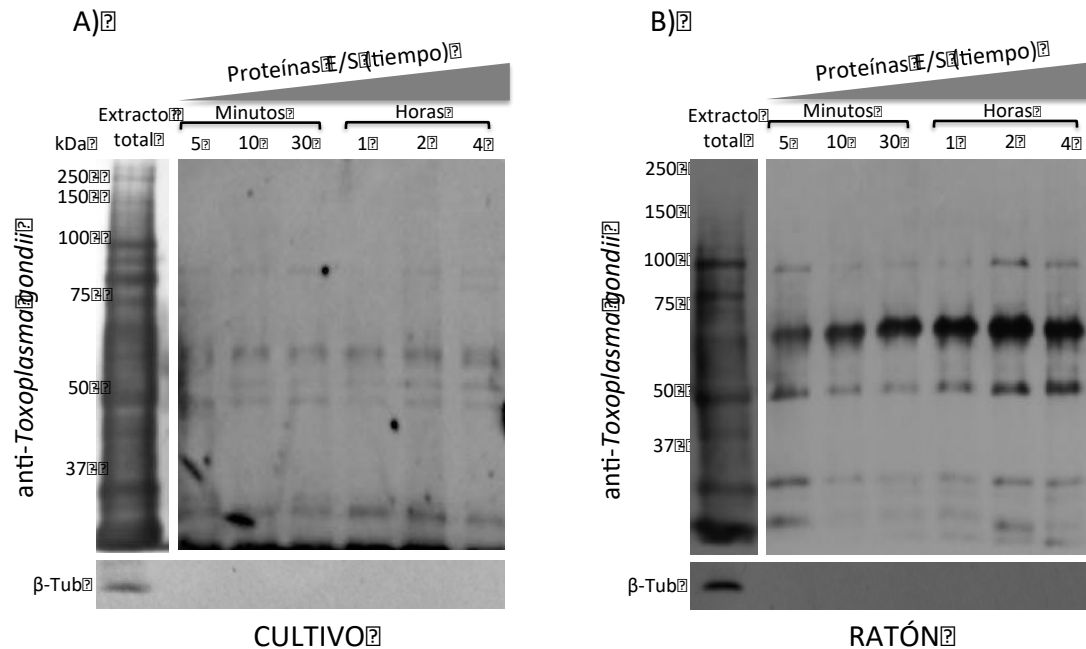 A)
Proteínas E/S (tiempo)
Extracto total
Minutos
Horas
kDa
5 10 30 1 2 4
250-
150-
100-
75-
50-
37-
anti-Toxoplasma gondii
β-Tub
CULTIVO
B)
Proteínas E/S (tiempo)
Extracto total
Minutos
Horas
5 10 30 1 2 4
250-
150-
100-
75-
50-
37-
anti-Toxoplasma gondii
β-Tub
RATÓN